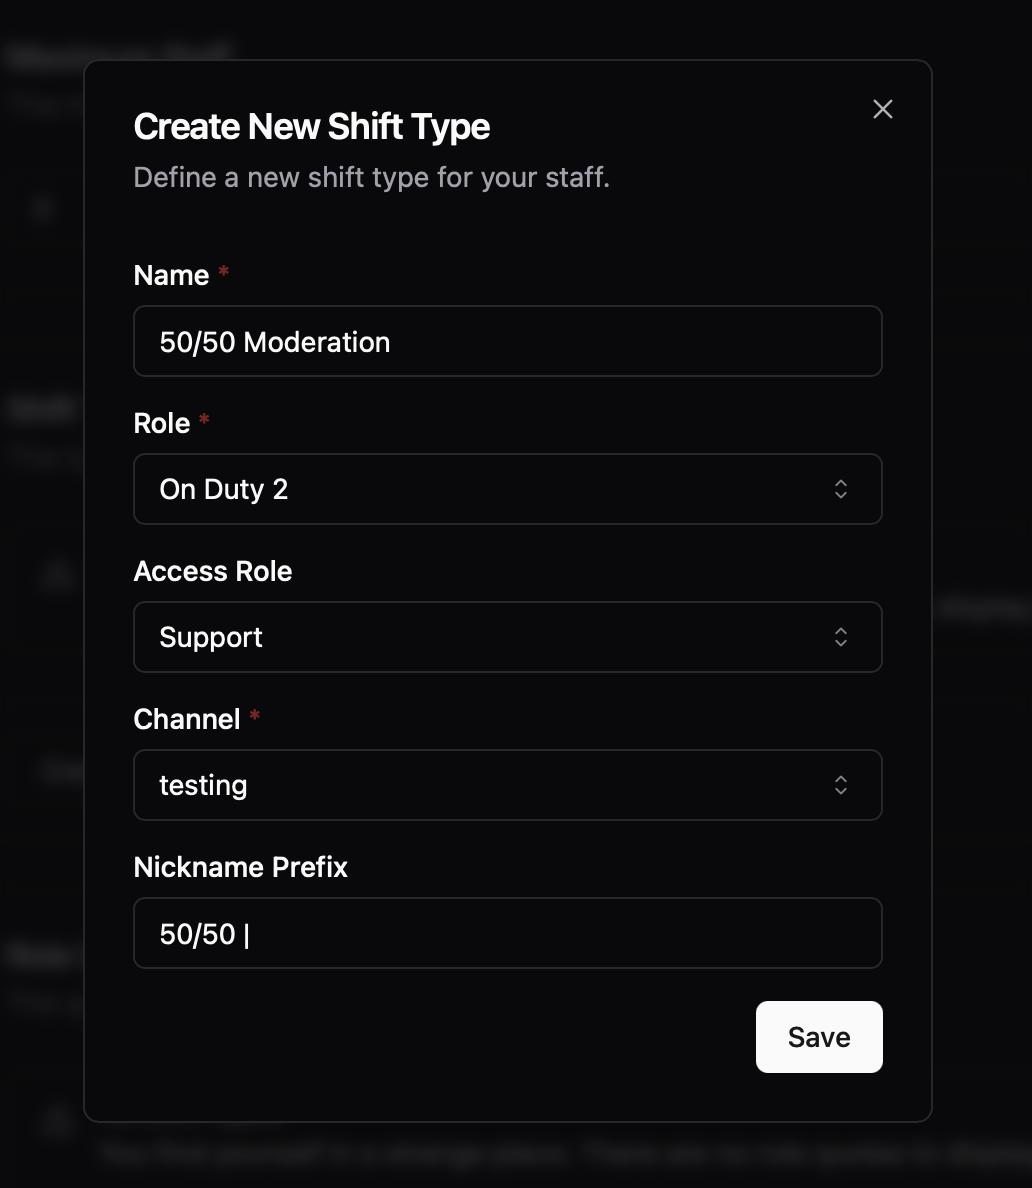 Create New Shift Type
Define a new shift type for your staff.
Name *
50/50 Moderation
Role *
On Duty 2
Access Role
Support
Channel *
testing
Nickname Prefix
50/50 |
Save